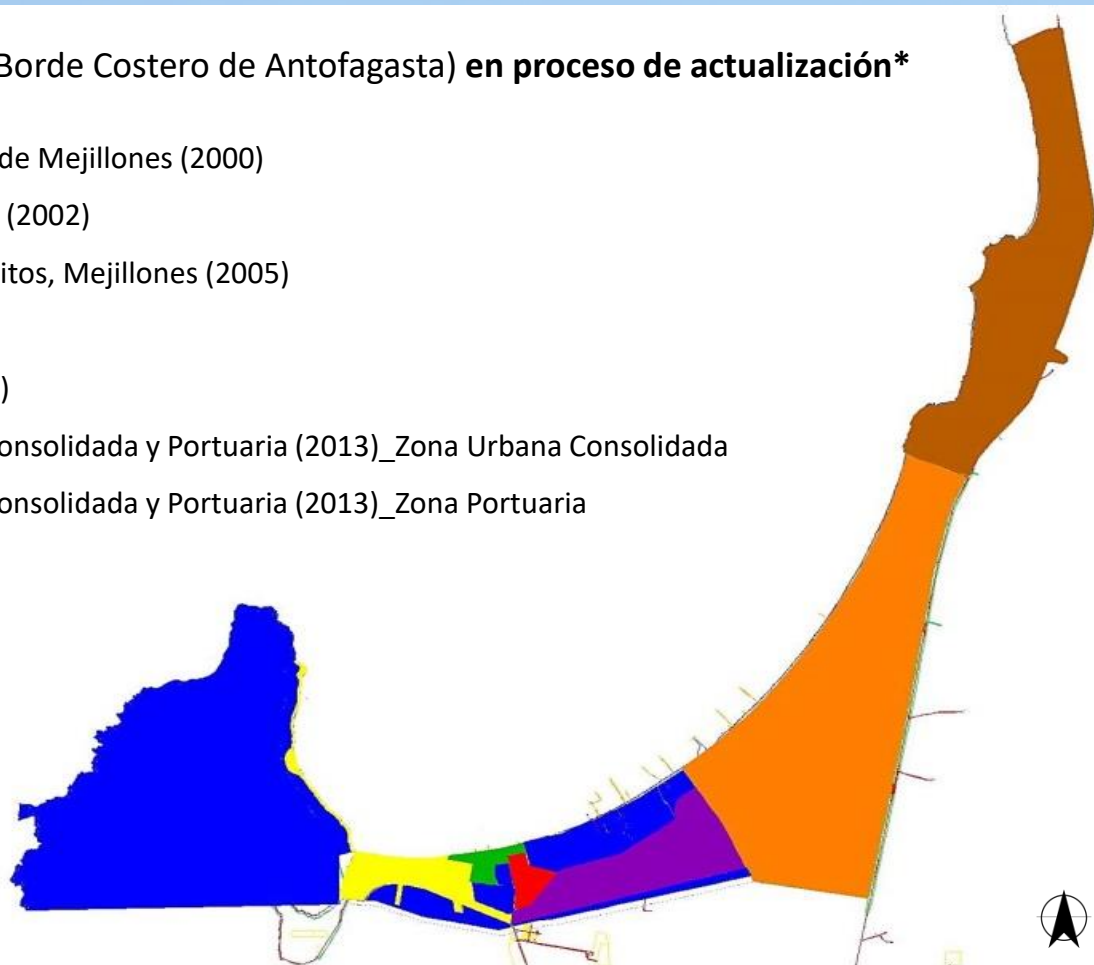 Borde Costero de Antofagasta) en proceso de actualización*
de Mejillones (2000)
(2002)
itos, Mejillones (2005)
)
onsolidada y Portuaria (2013)_Zona Urbana Consolidada
onsolidada y Portuaria (2013)_Zona Portuaria